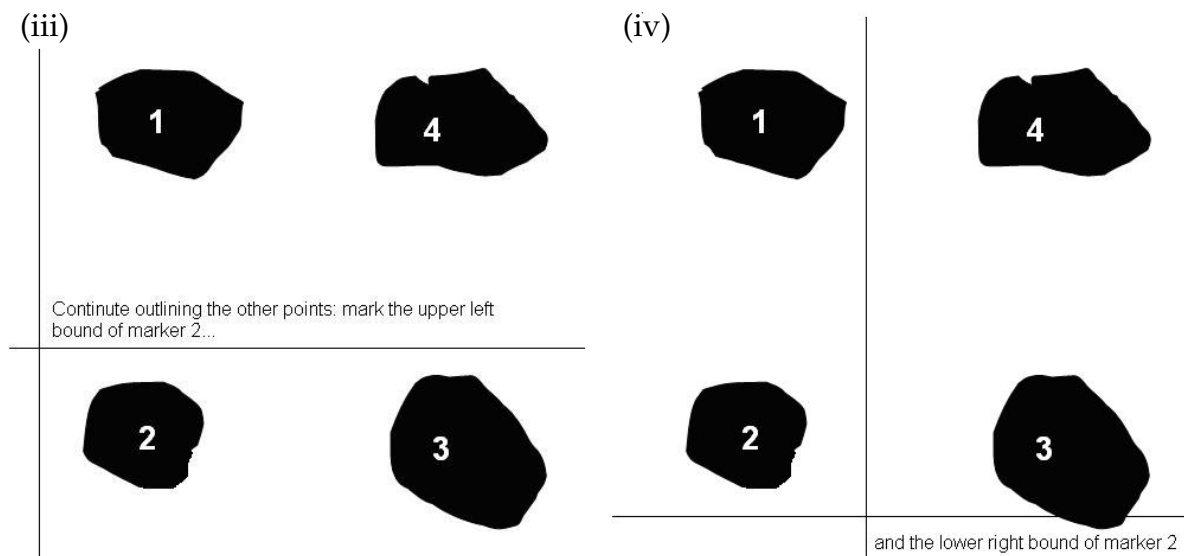 (iii)
1
4
Continute outlining the other points: mark the upper left
bound of marker 2...
2
3
(iv)
1
4
2
3
and the lower right bound of marker 2